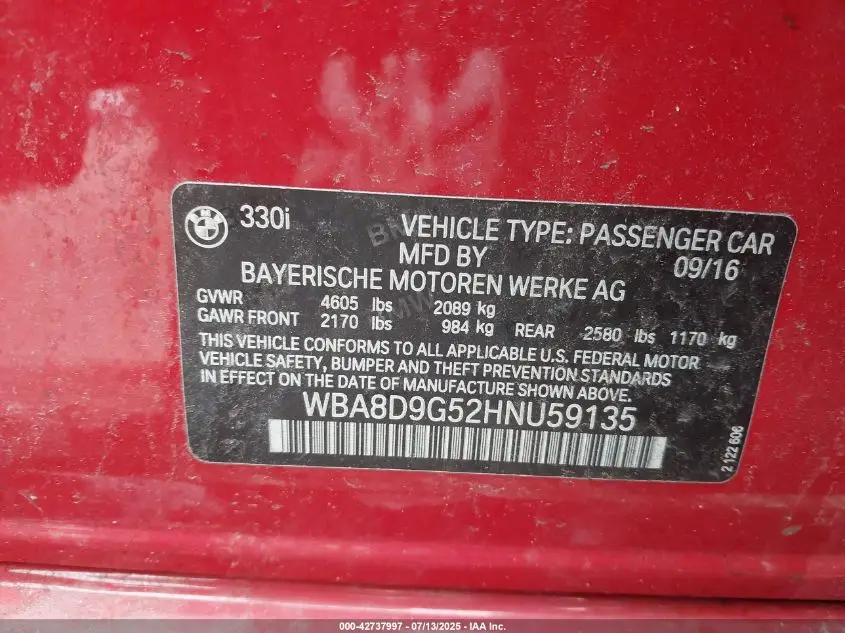 BMW
330i
VEHICLE TYPE: PASSENGER CAR
MFD BY
09/16
BAYERISCHE MOTOREN WERKE AG
GVWR 4605 lbs 2089 kg
GAWR FRONT 2170 lbs 984 kg REAR 2580 lbs 1170 kg
THIS VEHICLE CONFORMS TO ALL APPLICABLE U.S. FEDERAL MOTOR
VEHICLE SAFETY, BUMPER AND THEFT PREVENTION STANDARDS
IN EFFECT ON THE DATE OF MANUFACTURE SHOWN ABOVE.
WBA8D9G52HNU59135
2 122 606
000-42737997 - 07/13/2025 - IAA Inc.